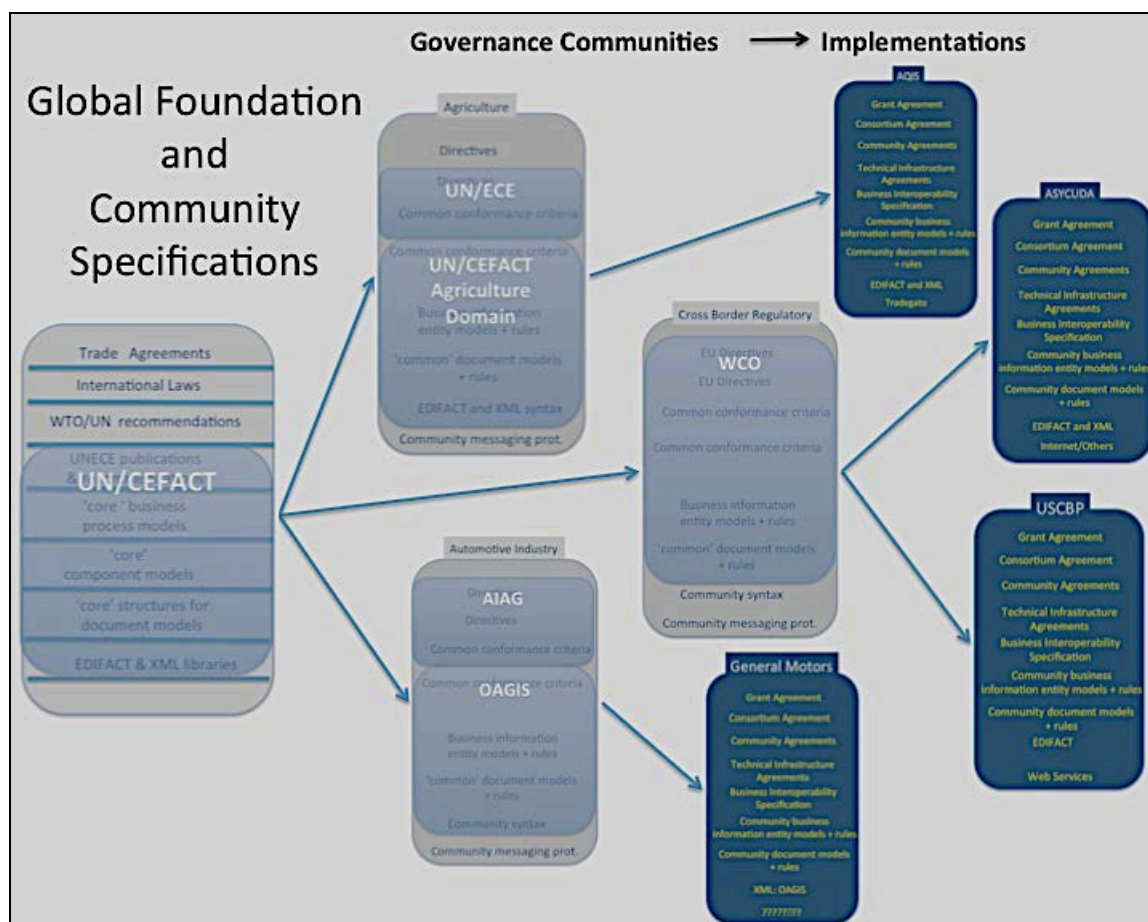 Governance Communities → Implementations
Global Foundation
and
Community
Specifications
Trade Agreements
International Laws
WTO/UN recommendations
UNECE publications
&
UN/CEFACT
'core' business
process models
'core'
component models
'core' structures for
document models
EDIFACT & XML libraries
Agriculture
Directives
Directives
UN/ECE
Common conformance criteria
Common conformance criteria
UN/CEFACT
Agriculture
Domain
Business information
entity models + rules
'common' document models
+ rules
EDIFACT and XML syntax
Community messaging prot.
Automotive Industry
AIAG
Directives
Common conformance criteria
Common conformance criteria
OAGIS
Business information
entity models + rules
'common' document models
+ rules
Community syntax
Community messaging prot.
Cross Border Regulatory
EU Directives
WCO
EU Directives
Common conformance criteria
Common conformance criteria
Business information
entity models + rules
'common' document models
+ rules
Community syntax
Community messaging prot.
AQIS
Grant Agreement
Consortium Agreement
Community Agreements
Technical Infrastructure
Agreements
Business Interoperability
Specification
Community business
information entity models + rules
Community document models
+ rules
EDIFACT and XML
Tradegate
ASYCUDA
Grant Agreement
Consortium Agreement
Community Agreements
Technical Infrastructure
Agreements
Business Interoperability
Specification
Community business
information entity models + rules
Community document models
+ rules
EDIFACT and XML
Internet/Others
USCBP
Grant Agreement
Consortium Agreement
Community Agreements
Technical Infrastructure
Agreements
Business Interoperability
Specification
Community business
information entity models + rules
Community document models
+ rules
EDIFACT
Web Services
General Motors
Grant Agreement
Consortium Agreement
Community Agreements
Technical Infrastructure
Agreements
Business Interoperability
Specification
Community business
information entity models + rules
Community document models
+ rules
XML: OAGIS
????????